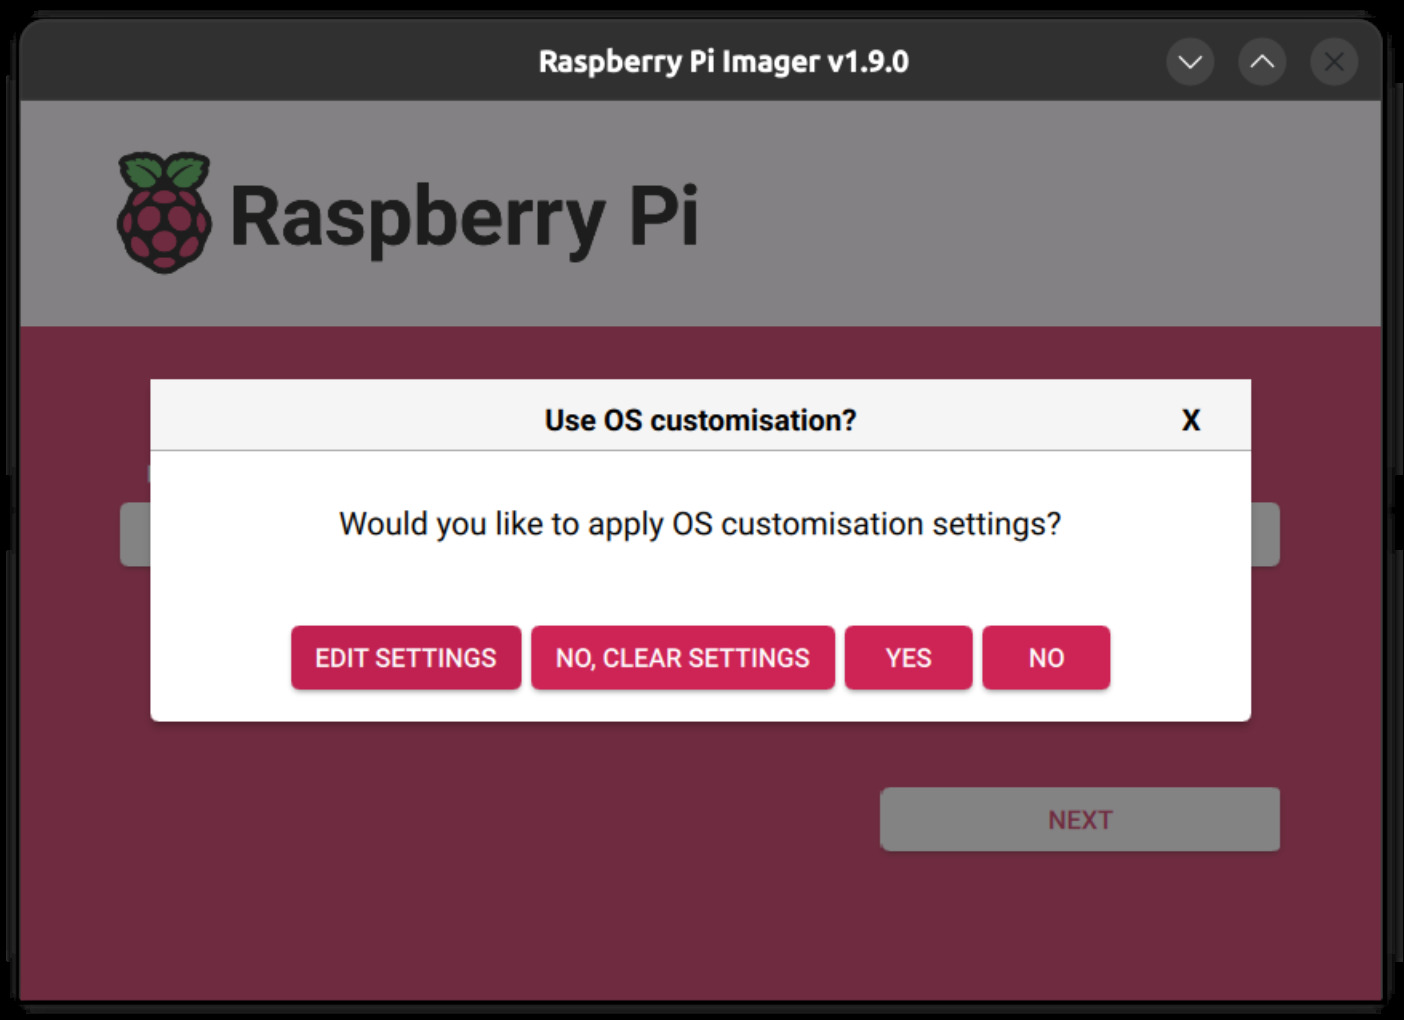 Raspberry Pi Imager v1.9.0
Raspberry Pi
Use OS customisation?
X
Would you like to apply OS customisation settings?
EDIT SETTINGS
NO, CLEAR SETTINGS
YES
NO
NEXT